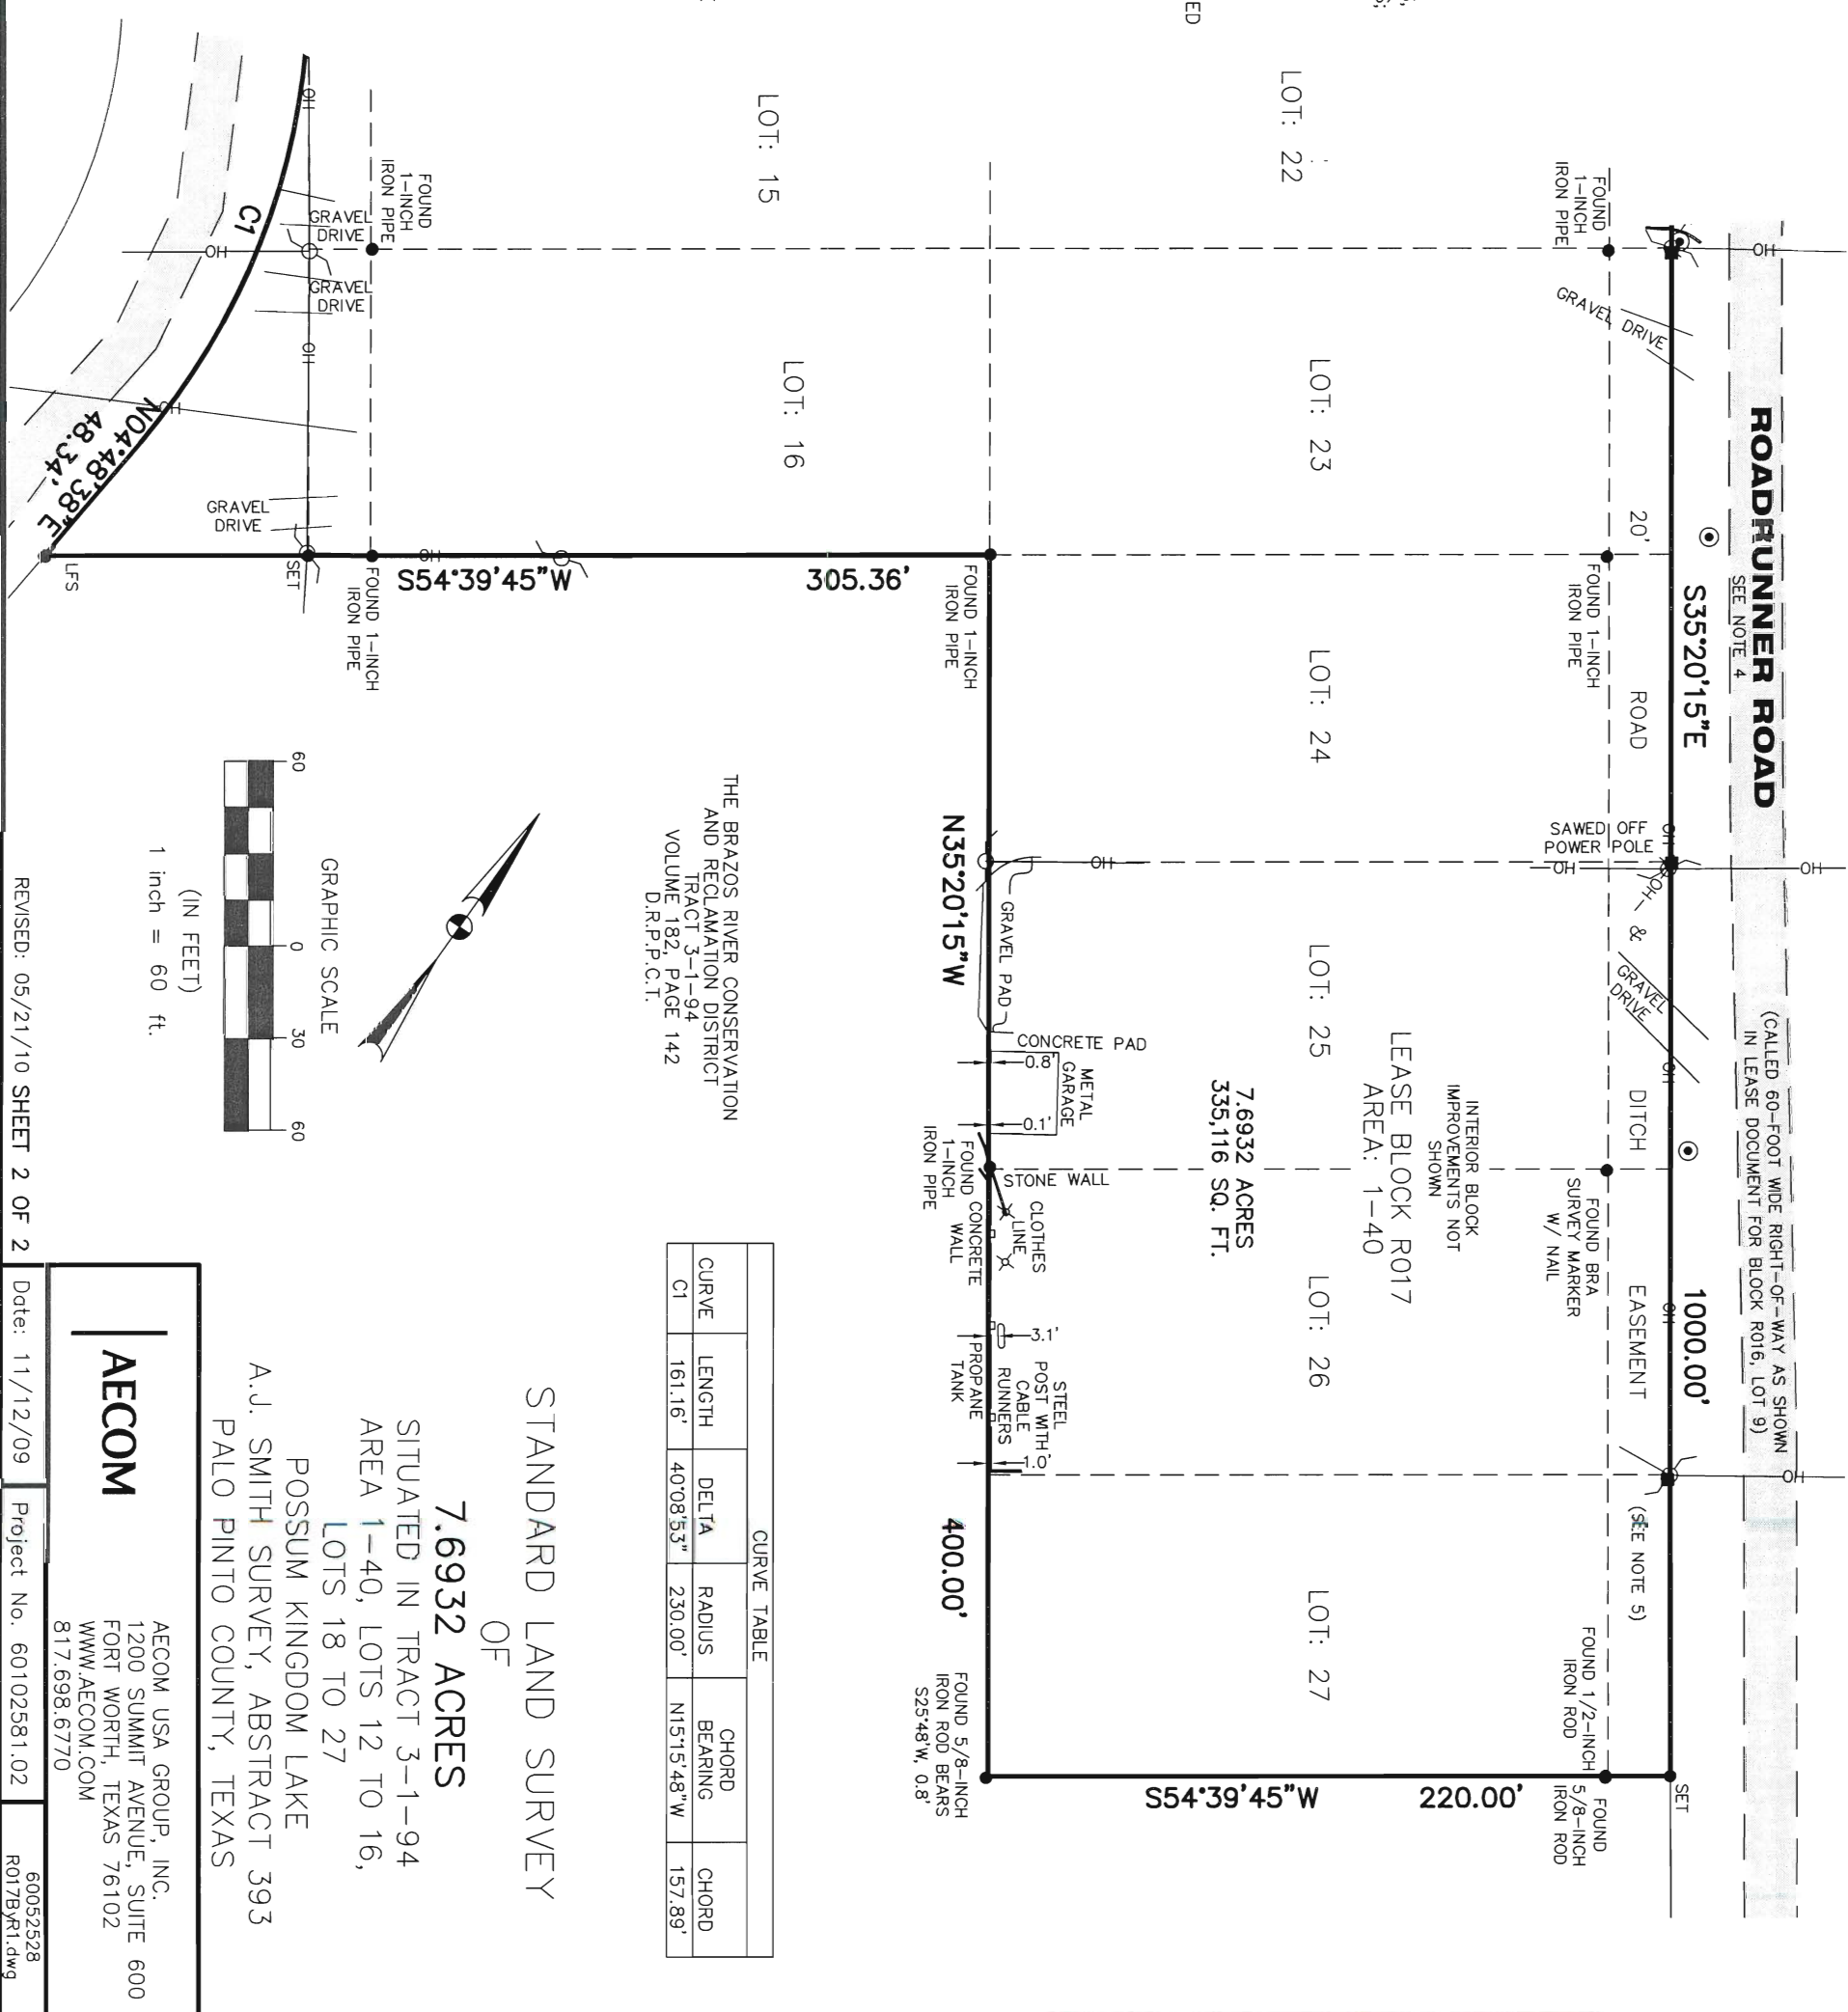 ROADRUNNER ROAD
SEE NOTE 4
(CALLED 60-FOOT WIDE RIGHT-OF-WAY AS SHOWN
IN LEASE DOCUMENT FOR BLOCK R016, LOT 9)
S35°20'15"E
1000.00'
OH
OH
OH
OH
OH
OH
OH
OH
ED
FOUND
1-INCH
IRON PIPE
GRAVEL DRIVE
20'
ROAD
&
DITCH
EASEMENT
(SEE NOTE 5)
SAWED OFF
POWER POLE
GRAVEL
DRIVE
FOUND 1-INCH
IRON PIPE
FOUND BRA
SURVEY MARKER
W/ NAIL
FOUND 1/2-INCH
IRON ROD
FOUND
5/8-INCH
IRON ROD
SET
LOT: 22
LOT: 23
LOT: 24
LOT: 25
LOT: 26
LOT: 27
INTERIOR BLOCK
IMPROVEMENTS NOT
SHOWN
LEASE BLOCK R017
AREA: 1-40
7.6932 ACRES
335,116 SQ. FT.
S54°39'45"W
220.00'
OH
GRAVEL PAD
CONCRETE PAD
0.8'
METAL
GARAGE
0.1'
STONE WALL
CLOTHES
LINE
3.1'
STEEL
POST WITH
CABLE
RUNNERS
1.0'
N35°20'15"W
400.00'
FOUND 1-INCH
IRON PIPE
FOUND
1-INCH
IRON PIPE
CONCRETE
WALL
PROPANE
TANK
FOUND 5/8-INCH
IRON ROD BEARS
S25°48'W, 0.8'
LOT: 15
LOT: 16
305.36'
S54°39'45"W
OH
FOUND
1-INCH
IRON PIPE
FOUND 1-INCH
IRON PIPE
SET
LFS
GRAVEL
DRIVE
GRAVEL
DRIVE
GRAVEL
DRIVE
OH
OH
OH
OH
C1
N04°48'38"E
48.34'
THE BRAZOS RIVER CONSERVATION
AND RECLAMATION DISTRICT
TRACT 3-1-94
VOLUME 182, PAGE 142
D.R.P.P.C.T.
GRAPHIC SCALE
60 0 30 60
(IN FEET)
1 inch = 60 ft.
CURVE TABLE
CURVE LENGTH DELTA RADIUS CHORD BEARING CHORD
C1 161.16' 40°08'53" 230.00' N15°15'48"W 157.89'
STANDARD LAND SURVEY
OF
7.6932 ACRES
SITUATED IN TRACT 3-1-94
AREA 1-40, LOTS 12 TO 16,
LOTS 18 TO 27
POSSUM KINGDOM LAKE
A.J. SMITH SURVEY, ABSTRACT 393
PALO PINTO COUNTY, TEXAS
AECOM
AECOM USA GROUP, INC.
1200 SUMMIT AVENUE, SUITE 600
FORT WORTH, TEXAS 76102
WWW.AECOM.COM
817.698.6770
REVISED: 05/21/10 SHEET 2 OF 2
Date: 11/12/09
Project No. 60102581.02
60052528
R017ByR1.dwg